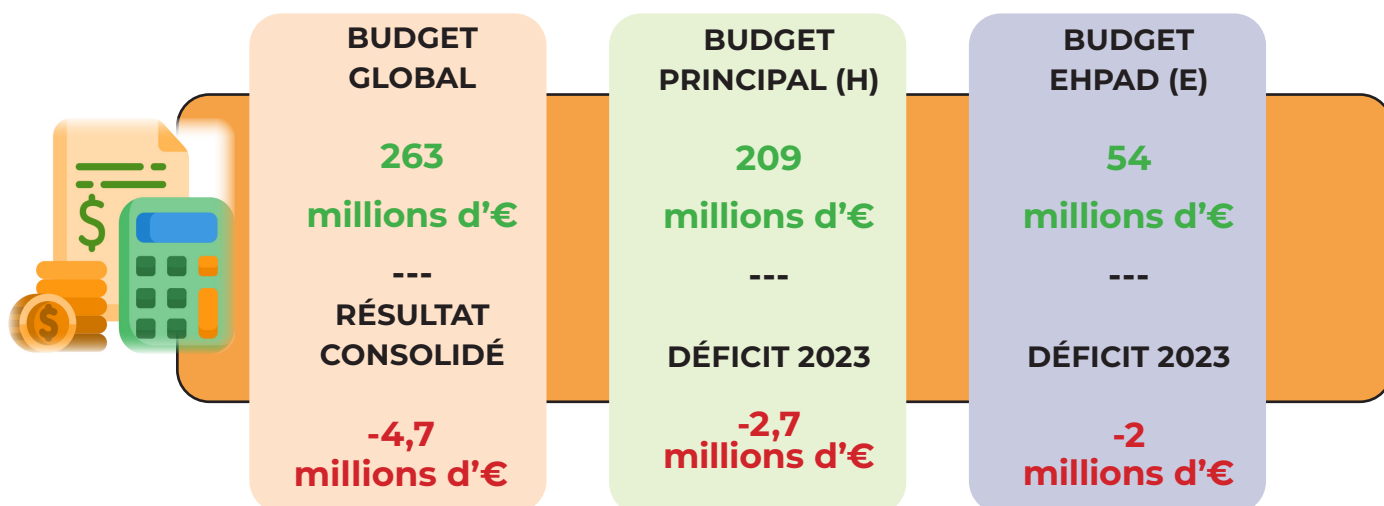 BUDGET
GLOBAL
263
millions d’€
---
RÉSULTAT
CONSOLIDÉ
-4,7
millions d’€
BUDGET
PRINCIPAL (H)
209
millions d’€
---
DÉFICIT 2023
-2,7
millions d’€
BUDGET
EHPAD (E)
54
millions d’€
---
DÉFICIT 2023
-2
millions d’€
$
$